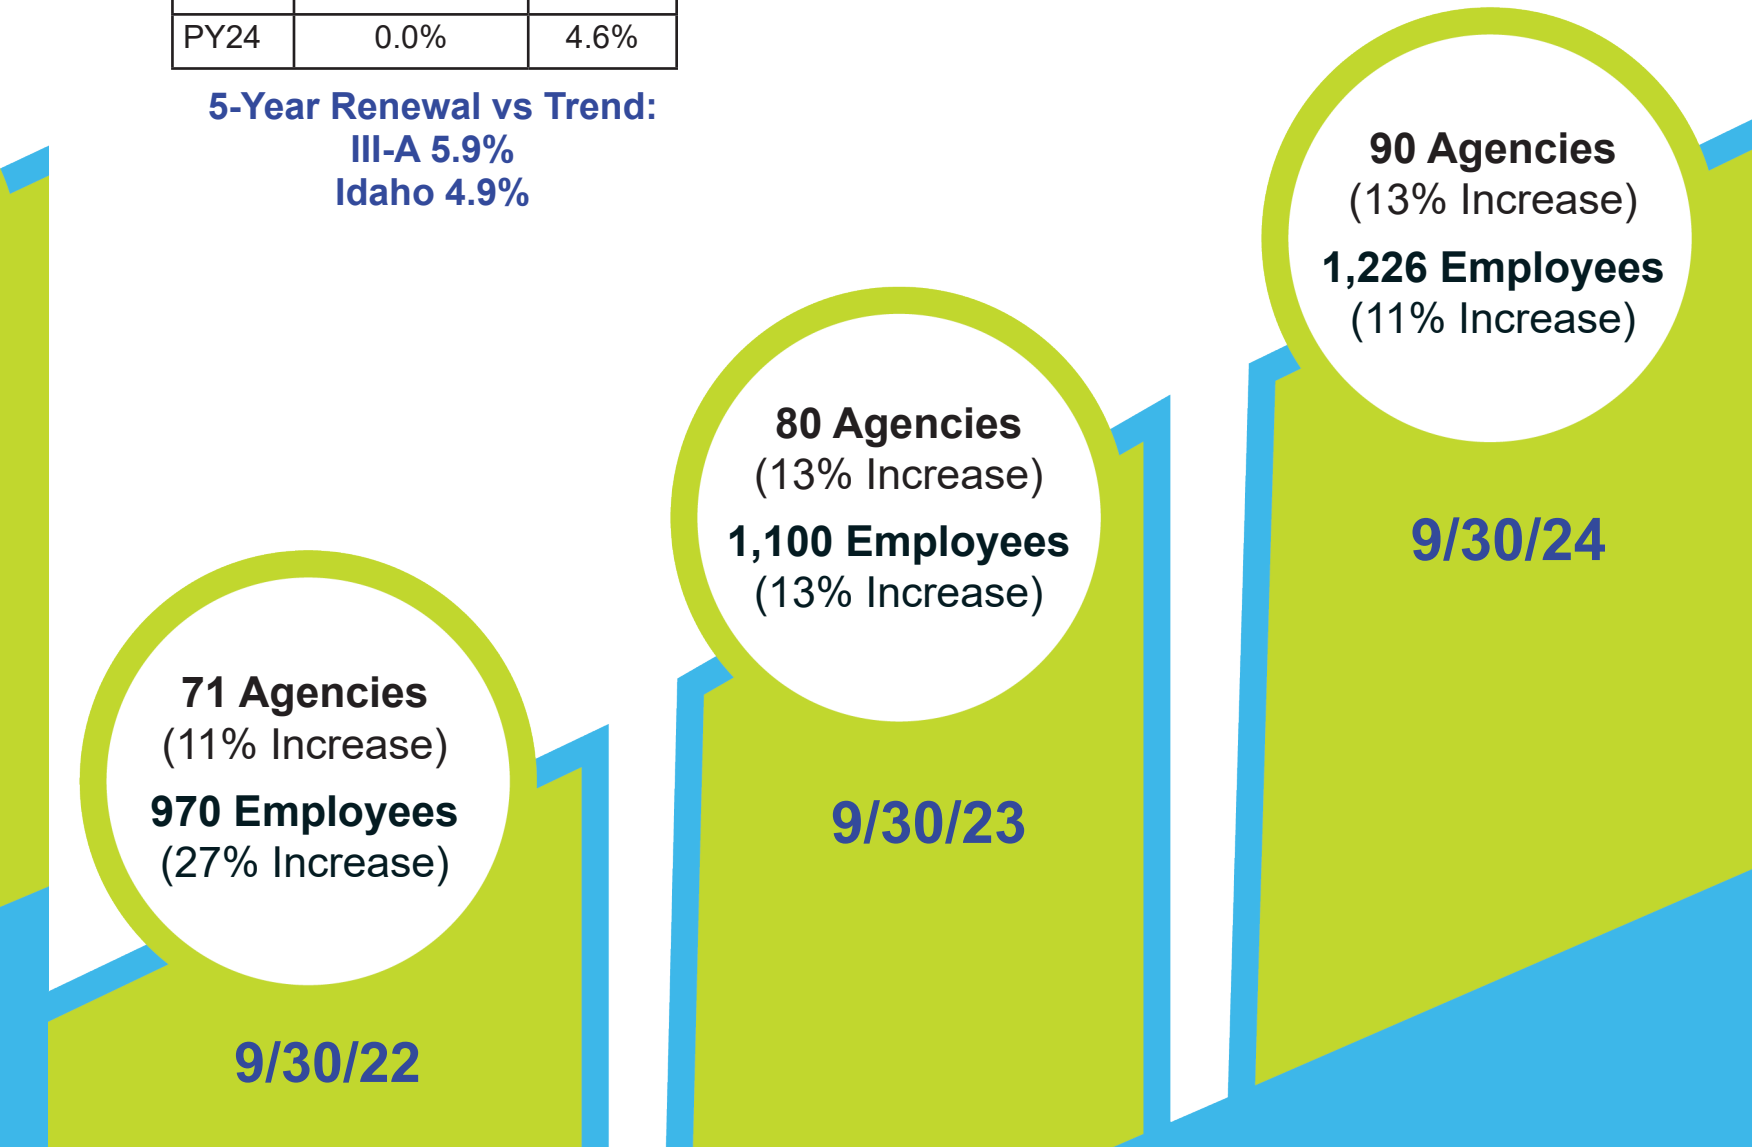 PY24 0.0% 4.6%
5-Year Renewal vs Trend:
III-A 5.9%
Idaho 4.9%
90 Agencies
(13% Increase)
1,226 Employees
(11% Increase)
9/30/24
80 Agencies
(13% Increase)
1,100 Employees
(13% Increase)
9/30/23
71 Agencies
(11% Increase)
970 Employees
(27% Increase)
9/30/22